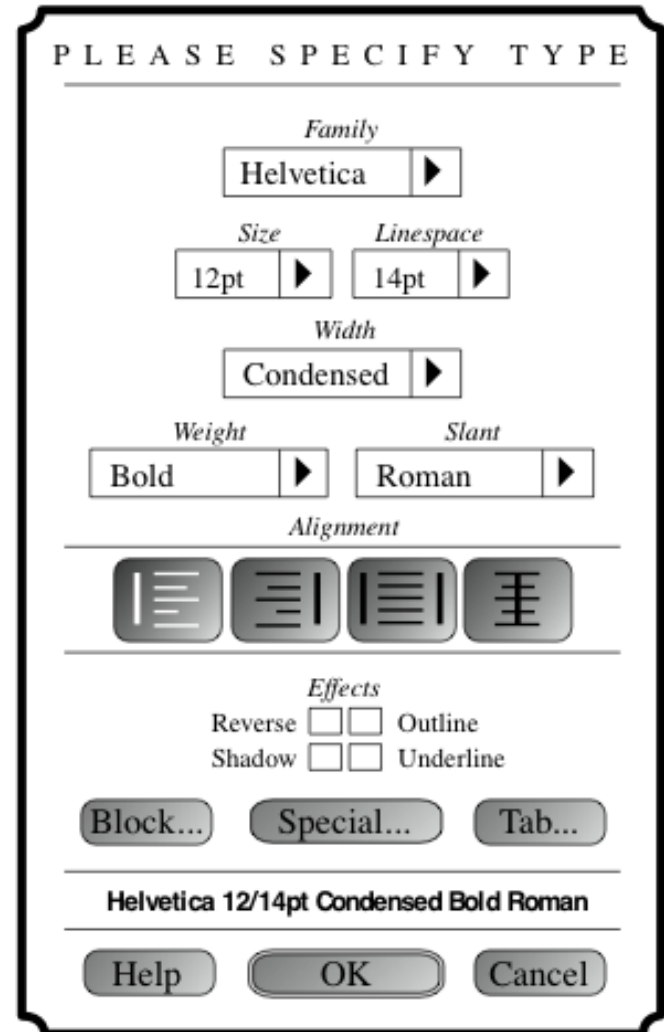 PLEASE SPECIFY TYPE
Family
Helvetica
Size Linespace
12pt 14pt
Width
Condensed
Weight Slant
Bold Roman
Alignment
Effects
Reverse Outline
Shadow Underline
Block... Special... Tab...
Helvetica 12/14pt Condensed Bold Roman
Help OK Cancel